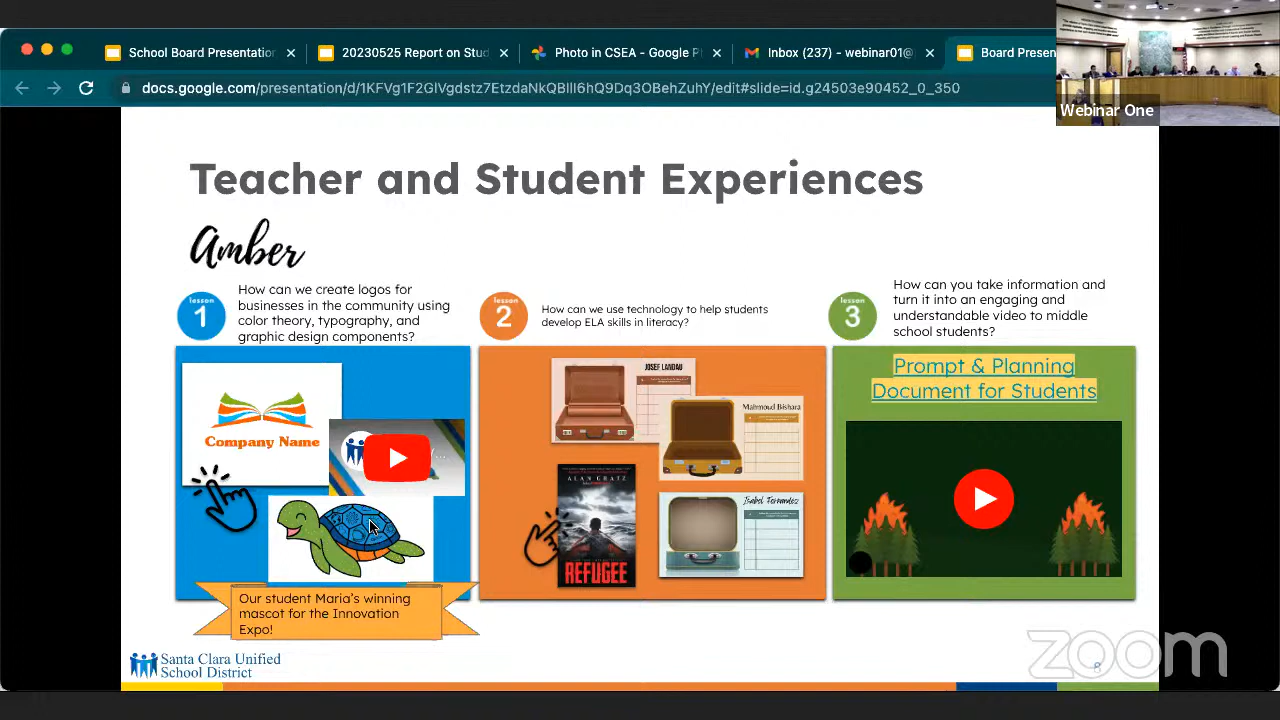 School Board Presentation
20230525 Report on Stud
Photo in CSEA - Google P
Inbox (237) - webinar01@
Board Presen
docs.google.com/presentation/d/1KFVg1F2GlVgdstz7EtzdaNkQBlll6hQ9Dq3OBehZuhY/edit#slide=id.g24503e90452_0_350
Webinar One
Teacher and Student Experiences
Amber
lesson
1
How can we create logos for
businesses in the community using
color theory, typography, and
graphic design components?
lesson
2
How can we use technology to help students
develop ELA skills in literacy?
lesson
3
How can you take information and
turn it into an engaging and
understandable video to middle
school students?
Company Name
Our student Maria's winning
mascot for the Innovation
Expo!
JOSEF LANDAU
Mahmoud Bishara
Isabel Fernandez
ALAN GRATZ
REFUGEE
Prompt & Planning
Document for Students
Santa Clara Unified
School District
8
zoom